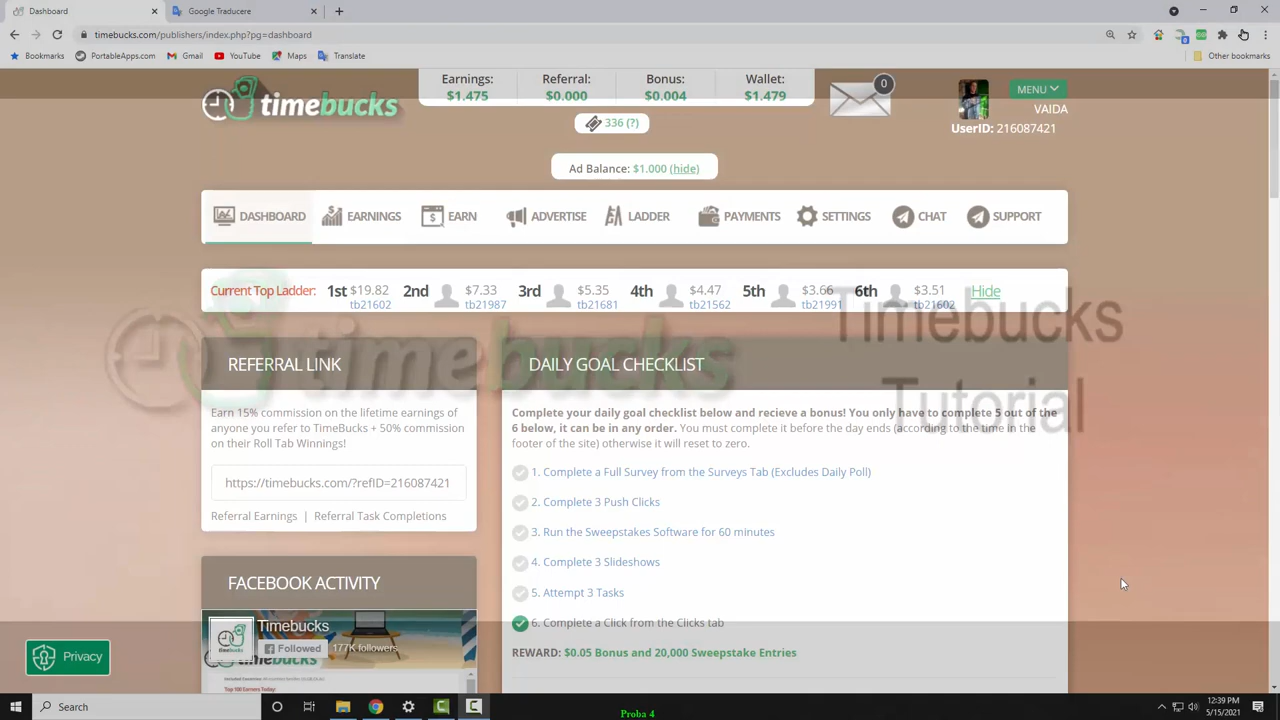 Dashboard
Dashboard
timebucks.com/publishers/index.php?pg=dashboard
Bookmarks
PortableApps.com
Gmail
YouTube
Maps
Translate
Other bookmarks
timebucks
Earnings:
$1.475
Referral:
$0.000
Bonus:
$0.004
Wallet:
$1.479
336 (?)
0
MENU
VAIDA
UserID: 216087421
Ad Balance: $1.000 (hide)
DASHBOARD
EARNINGS
EARN
ADVERTISE
LADDER
PAYMENTS
SETTINGS
CHAT
SUPPORT
Current Top Ladder:
1st $19.82
tb21602
2nd $7.33
tb21987
3rd $5.35
tb21681
4th $4.47
tb21562
5th $3.66
tb21991
6th $3.51
tb21602
Hide
timebucks
Timebucks
Tutorial
REFERRAL LINK
Earn 15% commission on the lifetime earnings of
anyone you refer to TimeBucks + 50% commission
on their Roll Tab Winnings!
https://timebucks.com/?refID=216087421
Referral Earnings | Referral Task Completions
DAILY GOAL CHECKLIST
Complete your daily goal checklist below and recieve a bonus! You only have to complete 5 out of the
6 below, it can be in any order. You must complete it before the day ends (according to the time in the
footer of the site) otherwise it will reset to zero.
1. Complete a Full Survey from the Surveys Tab (Excludes Daily Poll)
2. Complete 3 Push Clicks
3. Run the Sweepstakes Software for 60 minutes
4. Complete 3 Slideshows
5. Attempt 3 Tasks
6. Complete a Click from the Clicks tab
REWARD: $0.05 Bonus and 20,000 Sweepstake Entries
FACEBOOK ACTIVITY
Timebucks
Followed
177K followers
Top 100 Earners Today:
Privacy
Search
Proba 4
12:39 PM
5/15/2021